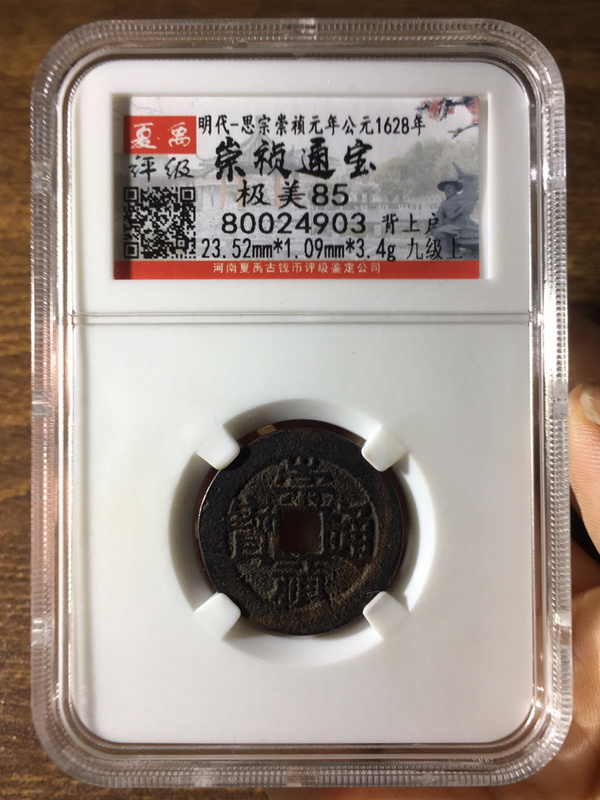 夏禹
评级
明代-思宗崇祯元年公元1628年
崇祯通宝
极美85
80024903 背上户
23.52mm*1.09mm*3.4g 九级上
河南夏禹古钱币评级鉴定公司
崇禎通寶